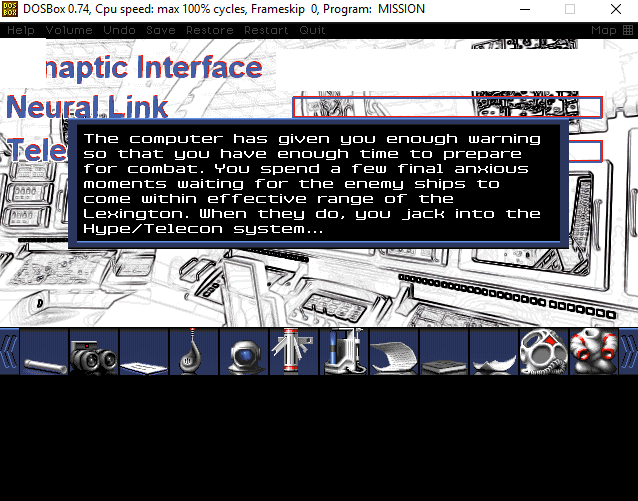 DOSBox 0.74, Cpu speed: max 100% cycles, Frameskip 0, Program: MISSION
Help Volume Undo Save Restore Restart Quit Map
naptic Interface
Neural Link
Tele
The computer has given you enough warning
so that you have enough time to prepare
for combat. You spend a few final anxious
moments waiting for the enemy ships to
come within effective range of the
Lexington. When they do, you jack into the
Hype/Telecon system...